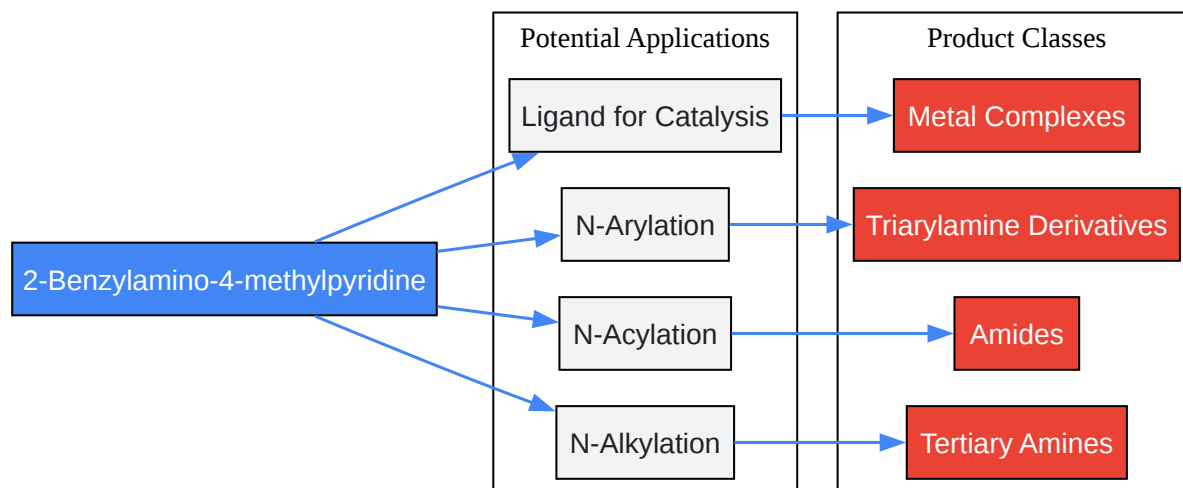 Potential Applications
Product Classes
Ligand for Catalysis
Metal Complexes
N-Arylation
Triarylamine Derivatives
2-Benzylamino-4-methylpyridine
N-Acylation
Amides
N-Alkylation
Tertiary Amines